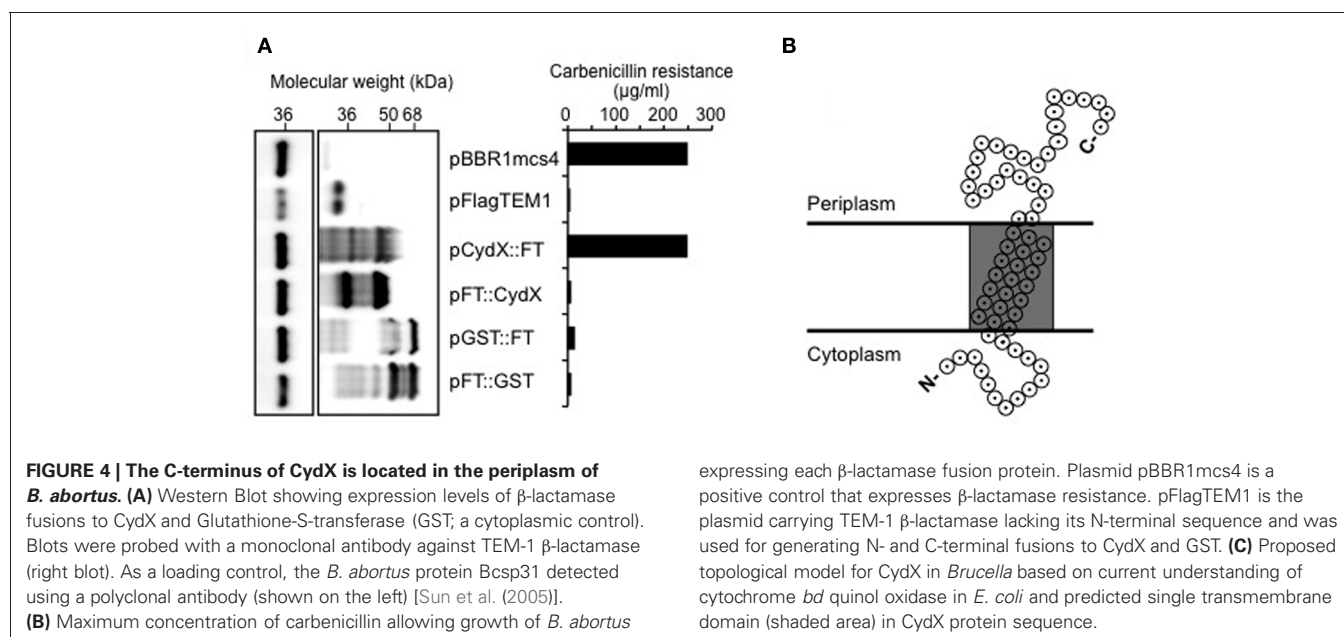 A
Molecular weight (kDa)
36 36 50 68
Carbenicillin resistance
(µg/ml)
0 100 200 300
pBBR1mcs4
pFlagTEM1
pCydX::FT
pFT::CydX
pGST::FT
pFT::GST
B
C-
Periplasm
Cytoplasm
N-
FIGURE 4 | The C-terminus of CydX is located in the periplasm of
B. abortus. (A) Western Blot showing expression levels of β-lactamase
fusions to CydX and Glutathione-S-transferase (GST; a cytoplasmic control).
Blots were probed with a monoclonal antibody against TEM-1 β-lactamase
(right blot). As a loading control, the B. abortus protein Bcsp31 detected
using a polyclonal antibody (shown on the left) [Sun et al. (2005)].
(B) Maximum concentration of carbenicillin allowing growth of B. abortus
expressing each β-lactamase fusion protein. Plasmid pBBR1mcs4 is a
positive control that expresses β-lactamase resistance. pFlagTEM1 is the
plasmid carrying TEM-1 β-lactamase lacking its N-terminal sequence and was
used for generating N- and C-terminal fusions to CydX and GST. (C) Proposed
topological model for CydX in Brucella based on current understanding of
cytochrome bd quinol oxidase in E. coli and predicted single transmembrane
domain (shaded area) in CydX protein sequence.